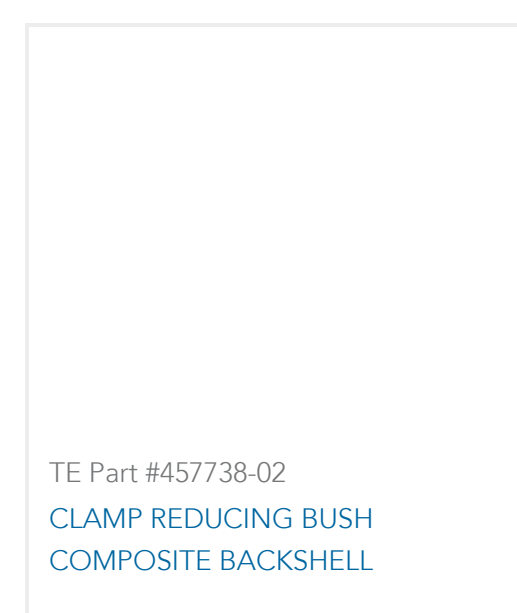 TE Part #457738-02
CLAMP REDUCING BUSH
COMPOSITE BACKSHELL